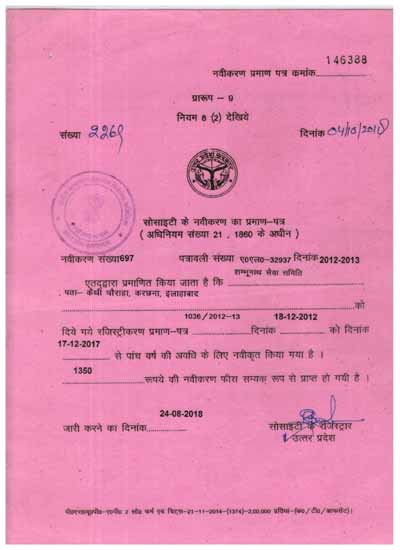 146388
नवीकरण प्रमाण पत्र कमांक
प्रारूप – 9
नियम 8 (2) देखिये
संख्या 2269 दिनांक 04/10/2018
सोसाइटी के नवीकरण का प्रमाण–पत्र
( अधिनियम संख्या 21 , 1860 के अधीन )
नवीकरण संख्या697 पत्रावली संख्या ए0एल0-32937 दिनांक 2012-2013
एतद्द्वारा प्रमाणित किया जाता है कि शम्भूनाथ सेवा समिति
पता– कैथी चौराहा, करछना, इलाहाबाद
को
1036/2012-13 18-12-2012
दिये गये रजिस्ट्रीकरण प्रमाण–पत्र दिनांक को दिनांक
17-12-2017 से पांच वर्ष की अवधि के लिए नवीकृत किया गया है ।
1350 रूपये की नवीकरण फीस सम्यक रूप से प्राप्त हो गयी है ।
24-08-2018
जारी करने का दिनांक सोसाइटी के रजिस्ट्रार
उत्तर प्रदेश